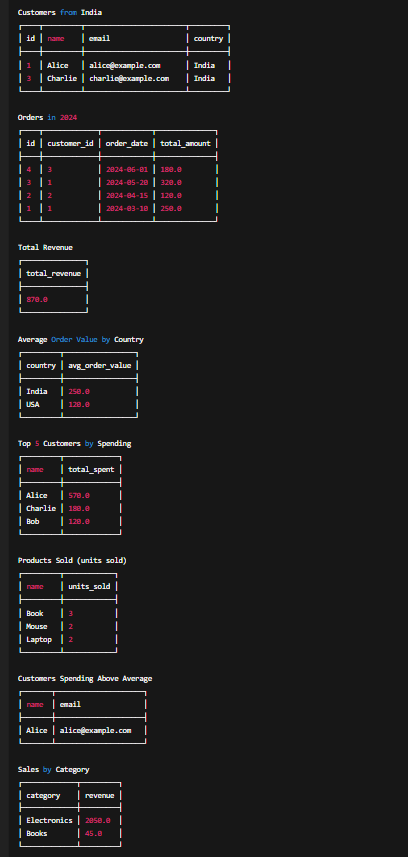 Customers from India
id name email country
1 Alice alice@example.com India
3 Charlie charlie@example.com India
Orders in 2024
id customer_id order_date total_amount
4 3 2024-06-01 180.0
3 1 2024-05-20 320.0
2 2 2024-04-15 120.0
1 1 2024-03-10 250.0
Total Revenue
total_revenue
870.0
Average Order Value by Country
country avg_order_value
India 250.0
USA 120.0
Top 5 Customers by Spending
name total_spent
Alice 570.0
Charlie 180.0
Bob 120.0
Products Sold (units sold)
name units_sold
Book 3
Mouse 2
Laptop 2
Customers Spending Above Average
name email
Alice alice@example.com
Sales by Category
category revenue
Electronics 2050.0
Books 45.0